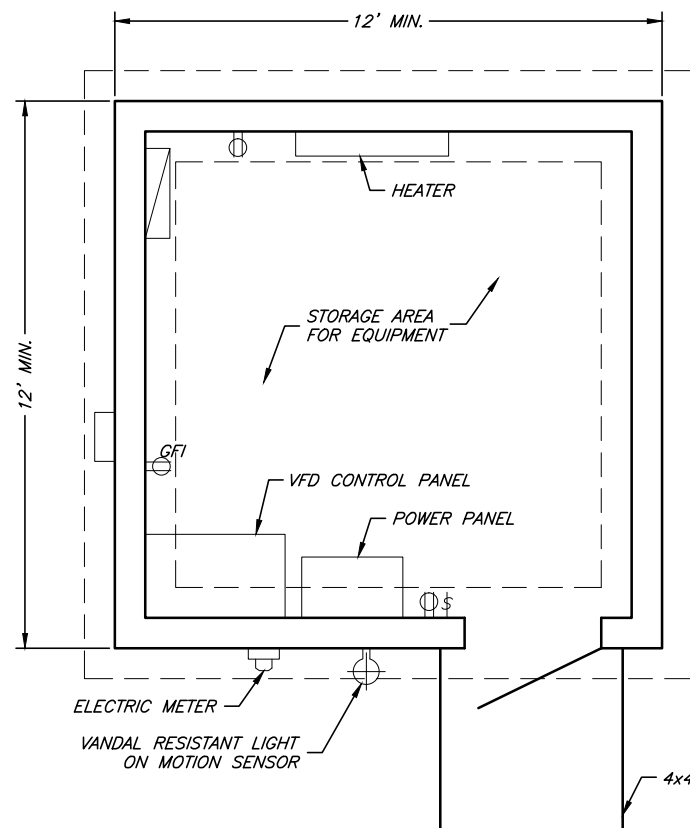 12' MIN.
HEATER
STORAGE AREA
FOR EQUIPMENT
12' MIN.
GFI
VFD CONTROL PANEL
POWER PANEL
S
ELECTRIC METER
VANDAL RESISTANT LIGHT
ON MOTION SENSOR
4x4